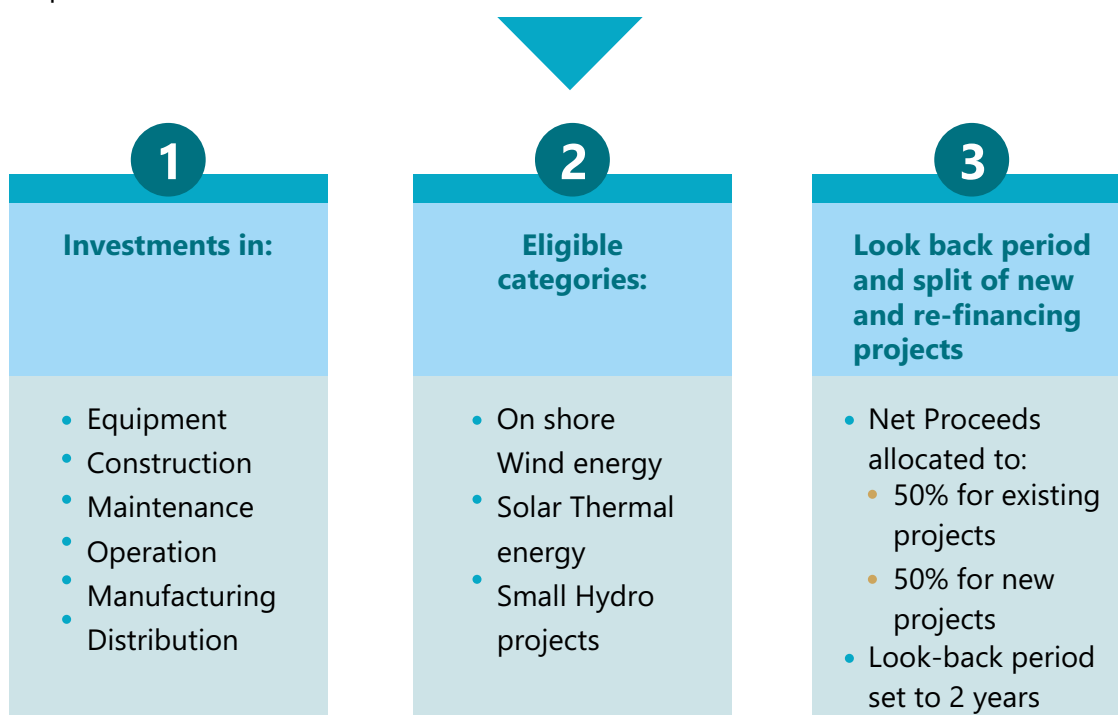 1
Investments in:
• Equipment
• Construction
• Maintenance
• Operation
• Manufacturing
• Distribution
2
Eligible
categories:
• On shore
Wind energy
• Solar Thermal
energy
• Small Hydro
projects
3
Look back period
and split of new
and re-financing
projects
• Net Proceeds
allocated to:
• 50% for existing
projects
• 50% for new
projects
• Look-back period
set to 2 years